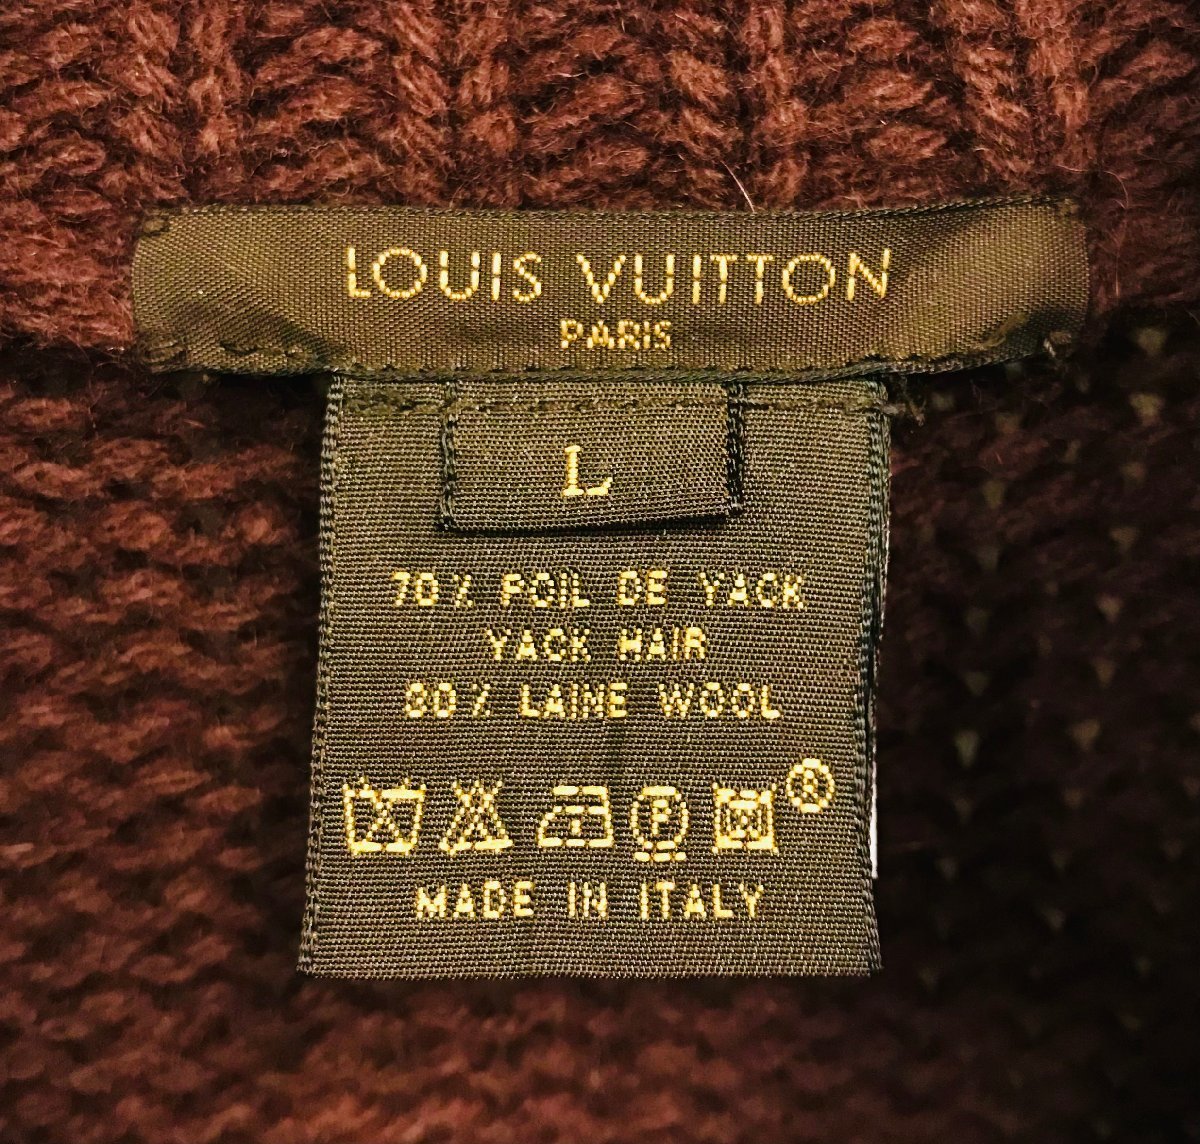 LOUIS VUITTON
PARIS
L
70% POIL DE YACK
YACK HAIR
30% LAINE WOOL
P
®
MADE IN ITALY